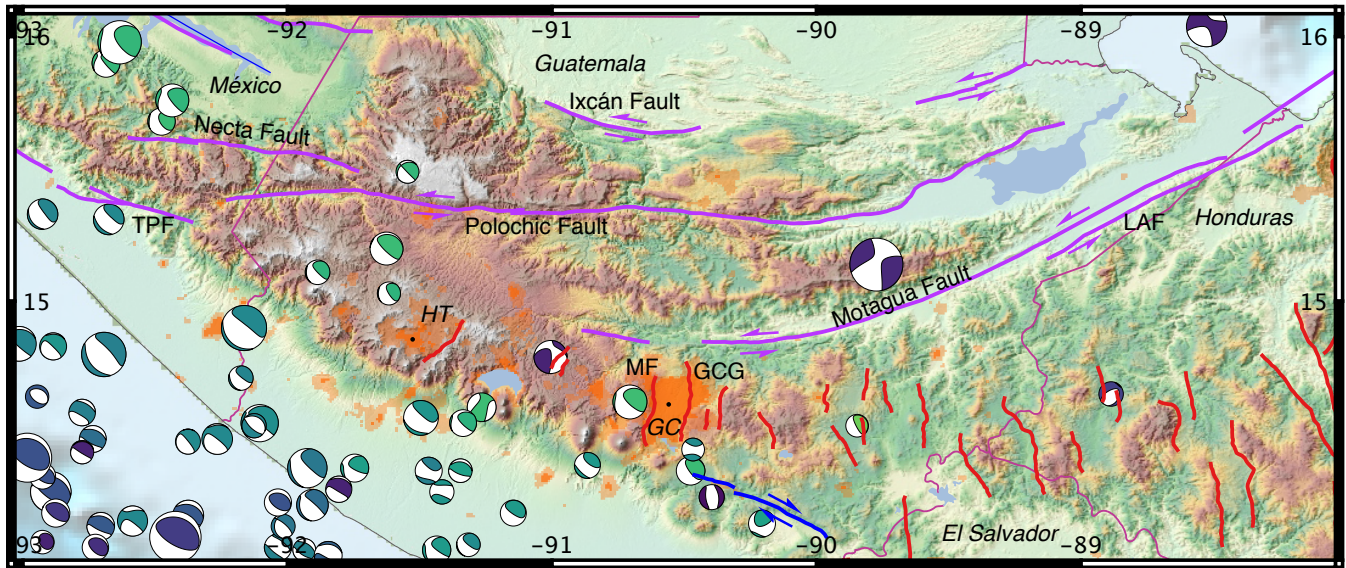 -93 -92 -91 -90 -89
16 16
Guatemala
México
Ixcán Fault
Necta Fault
TPF
Polochic Fault
LAF
Honduras
15 15
Motagua Fault
HT
MF
GCG
GC
El Salvador
-93 -92 -91 -90 -89